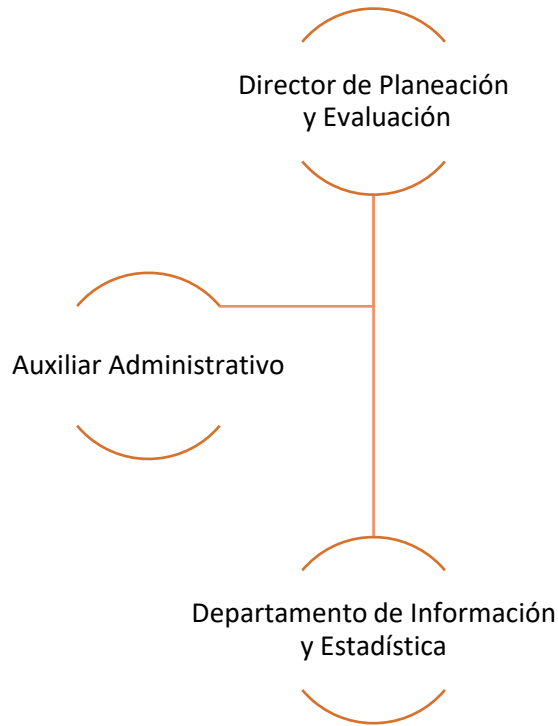 Director de Planeación
y Evaluación
Auxiliar Administrativo
Departamento de Información
y Estadística